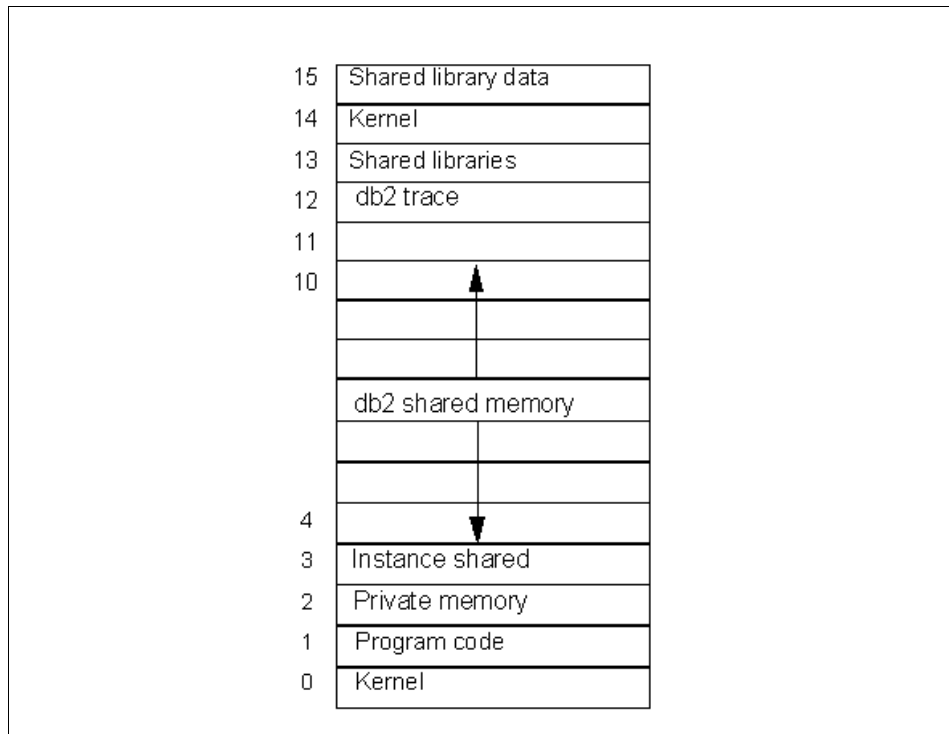 15 Shared library data
14 Kernel
13 Shared libraries
12 db2 trace
11
10
db2 shared memory
4
3 Instance shared
2 Private memory
1 Program code
0 Kernel